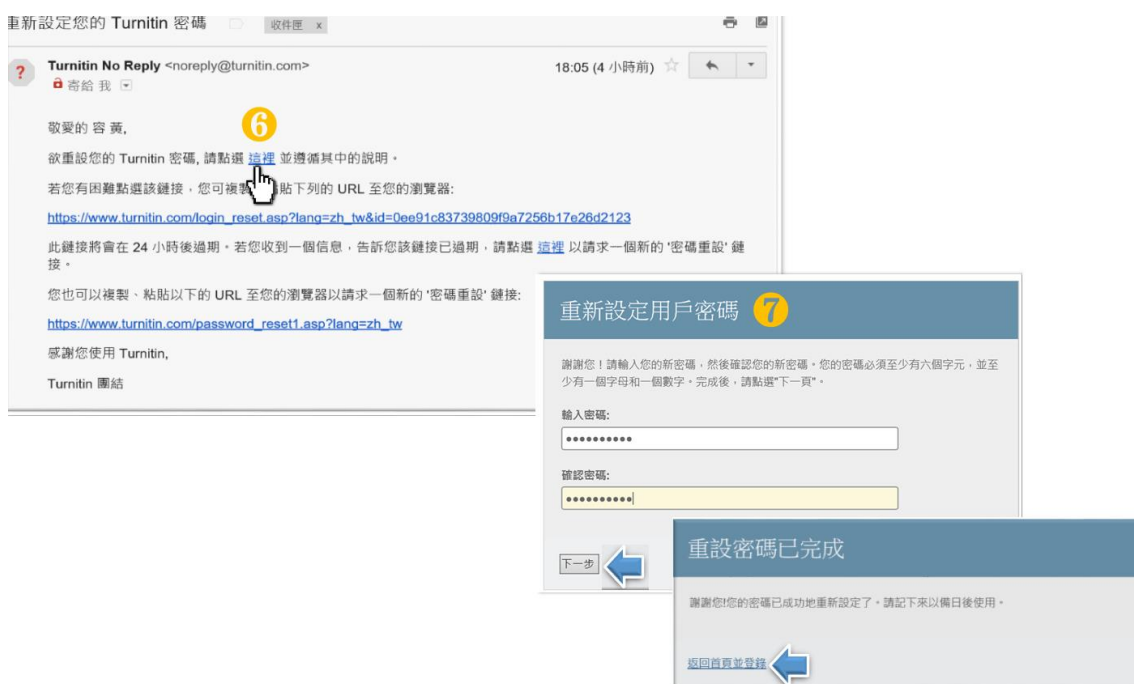 重新設定您的 Turnitin 密碼
收件匣 x
Turnitin No Reply <noreply@turnitin.com>
18:05 (4 小時前)
寄給 我
敬愛的 容 黃,
6
欲重設您的 Turnitin 密碼, 請點選 這裡 並遵循其中的說明。
若您有困難點選該鏈接，您可複製 貼下列的 URL 至您的瀏覽器:
https://www.turnitin.com/login_reset.asp?lang=zh_tw&id=0ee91c83739809f9a7256b17e26d2123
此鏈接將會在 24 小時後過期。若您收到一個信息，告訴您該鏈接已過期，請點選 這裡 以請求一個新的 '密碼重設' 鏈
接。
您也可以複製、粘貼以下的 URL 至您的瀏覽器以請求一個新的 '密碼重設' 鏈接:
https://www.turnitin.com/password_reset1.asp?lang=zh_tw
感謝您使用 Turnitin,
Turnitin 團結
重新設定用戶密碼 7
謝謝您！請輸入您的新密碼，然後確認您的新密碼。您的密碼必須至少有六個字元，並至
少有一個字母和一個數字。完成後，請點選"下一頁"。
輸入密碼:
確認密碼:
下一步
重設密碼已完成
謝謝您!您的密碼已成功地重新設定了。請記下來以備日後使用。
返回首頁並登錄